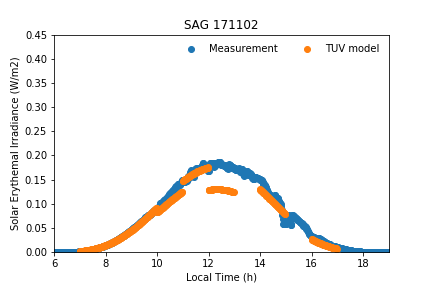 SAG 171102
Measurement
TUV model
Solar Erythemal Irradiance (W/m2)
0.45
0.40
0.35
0.30
0.25
0.20
0.15
0.10
0.05
0.00
6 8 10 12 14 16 18
Local Time (h)